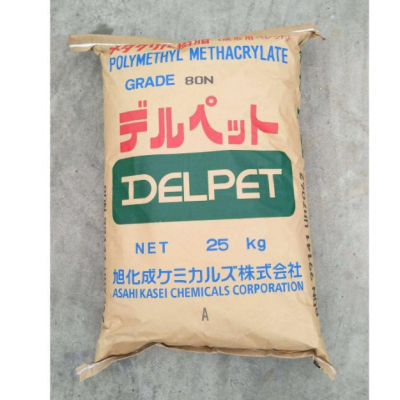 POLYMETHYL METHACRYLATE
GRADE 80N
デルペット
DELPET
NET 25 kg
旭化成ケミカルズ株式会社
ASAHI KASEI CHEMICALS CORPORATION
A